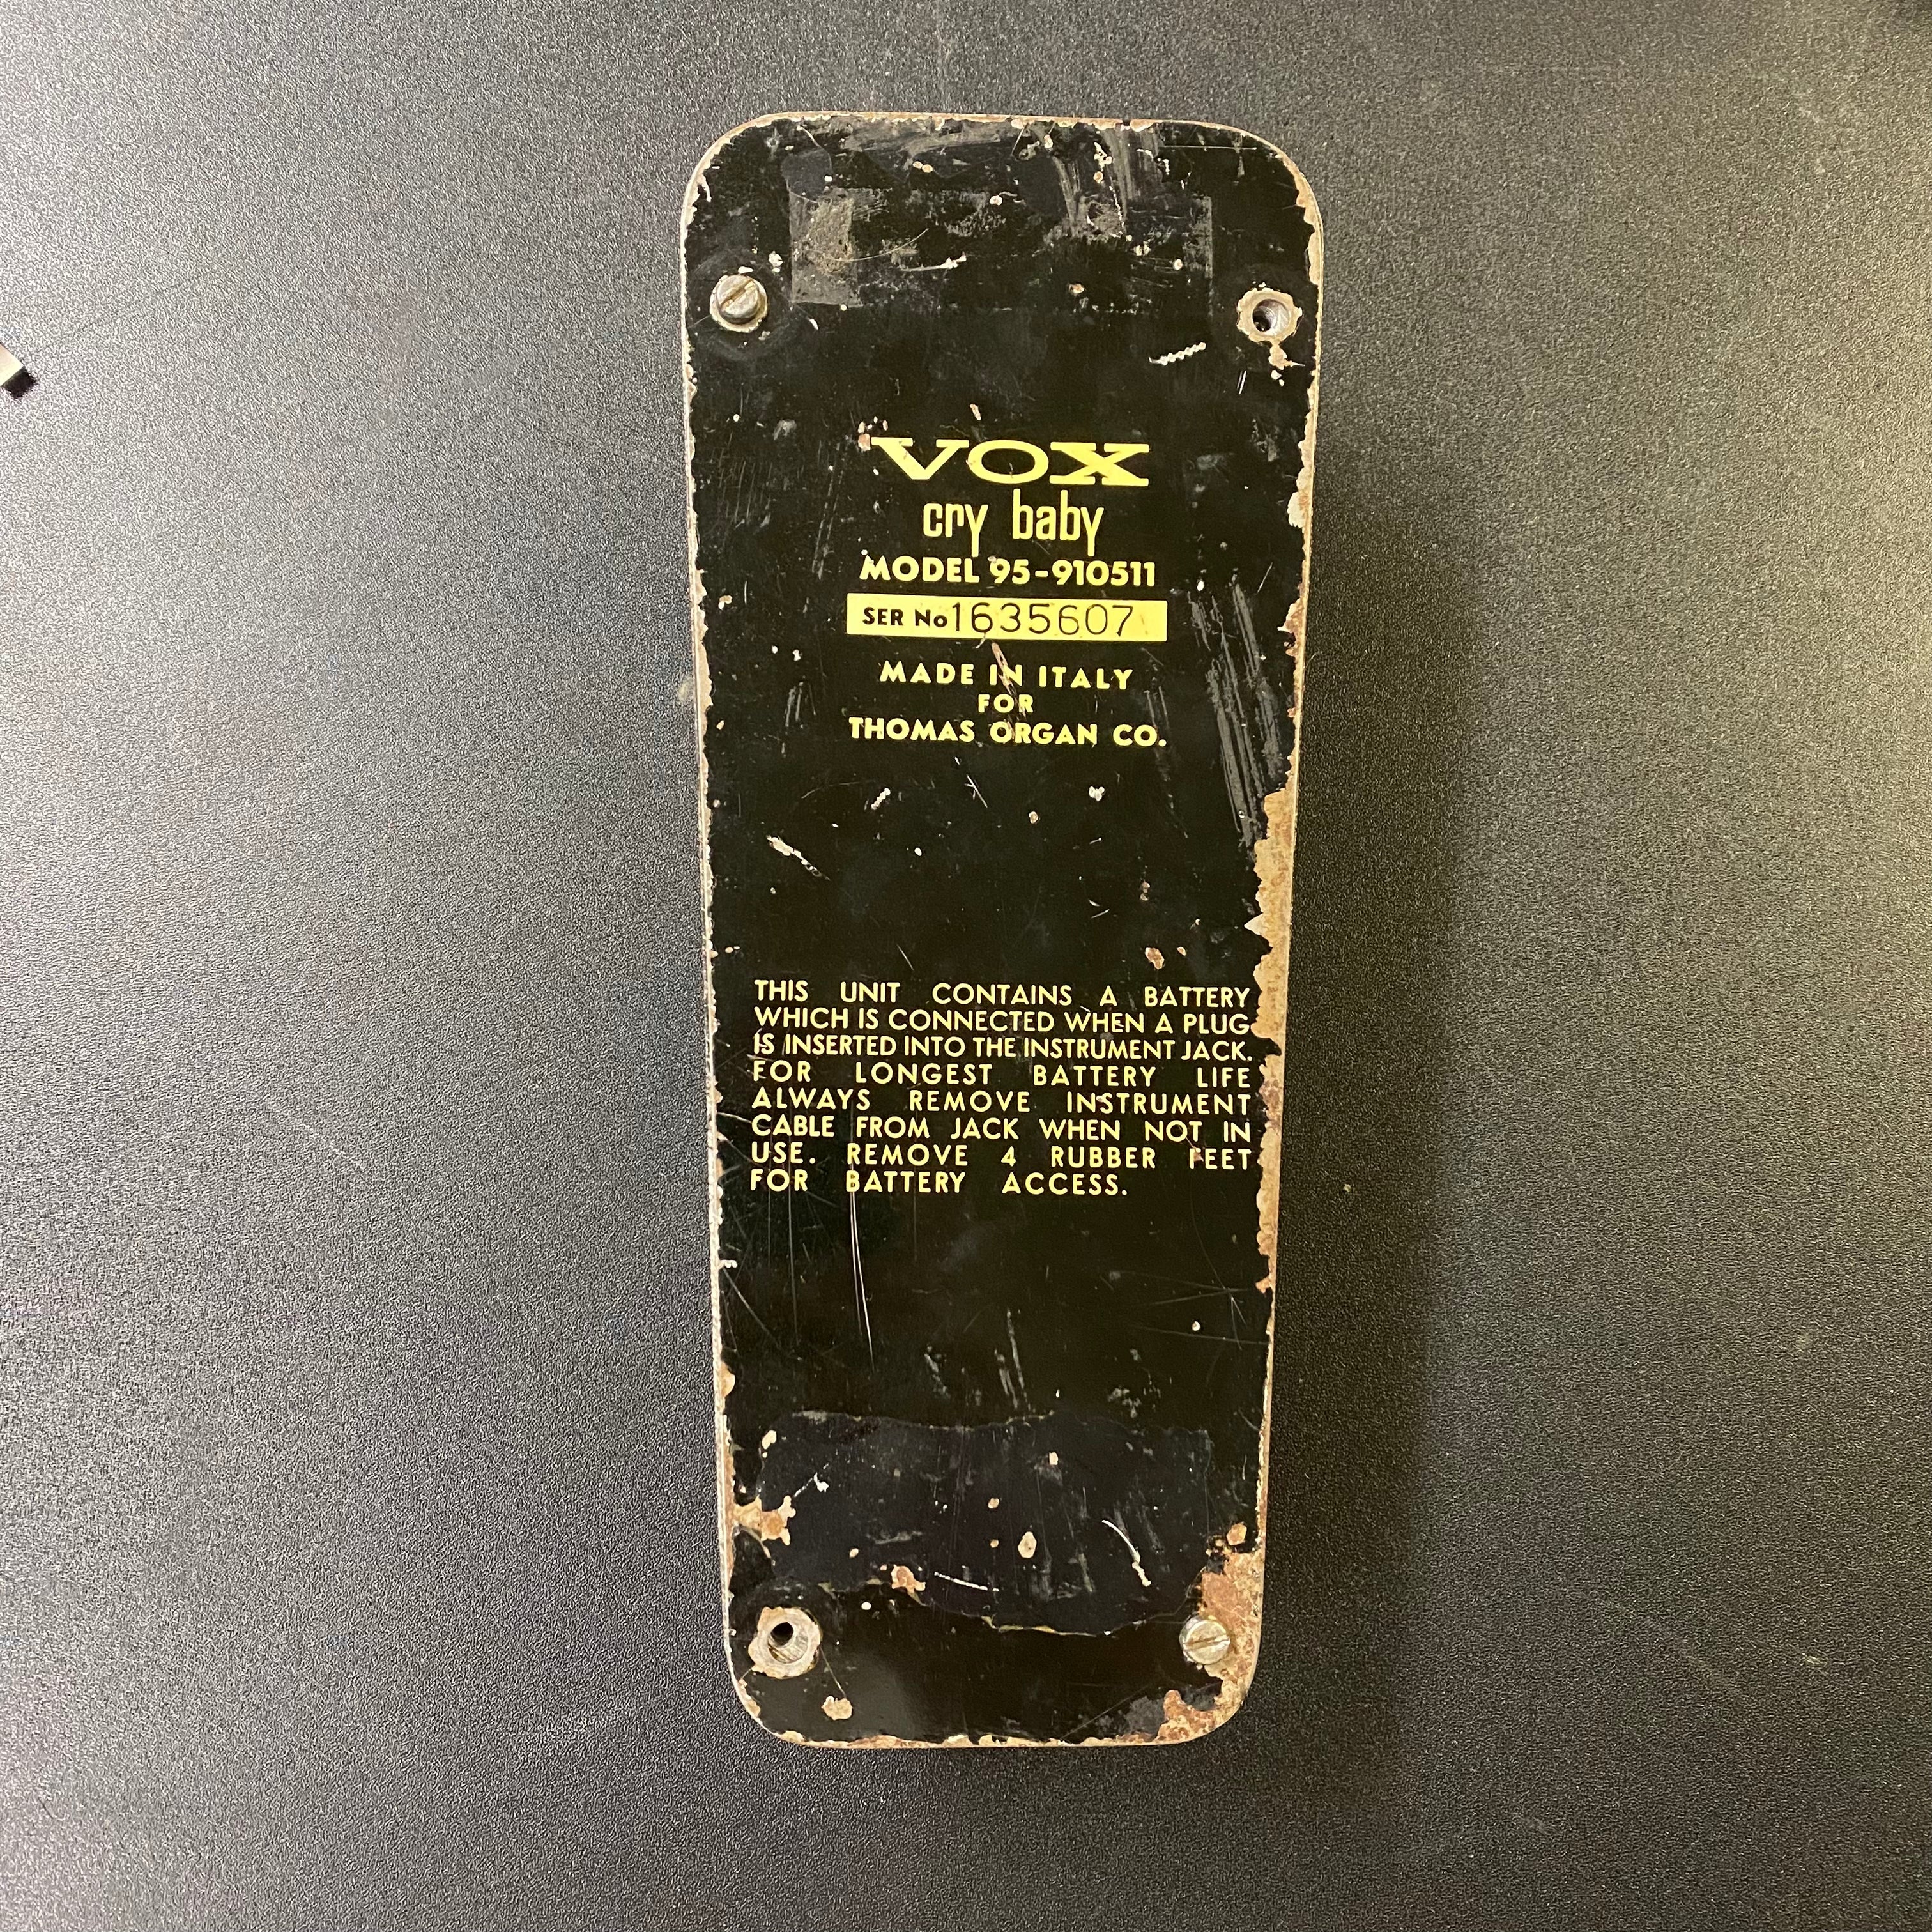 VOX
cry baby
MODEL 95-910511
SER No 1635607
MADE IN ITALY
FOR
THOMAS ORGAN CO.
THIS UNIT CONTAINS A BATTERY
WHICH IS CONNECTED WHEN A PLUG
IS INSERTED INTO THE INSTRUMENT JACK.
FOR LONGEST BATTERY LIFE
ALWAYS REMOVE INSTRUMENT
CABLE FROM JACK WHEN NOT IN
USE. REMOVE 4 RUBBER FEET
FOR BATTERY ACCESS.